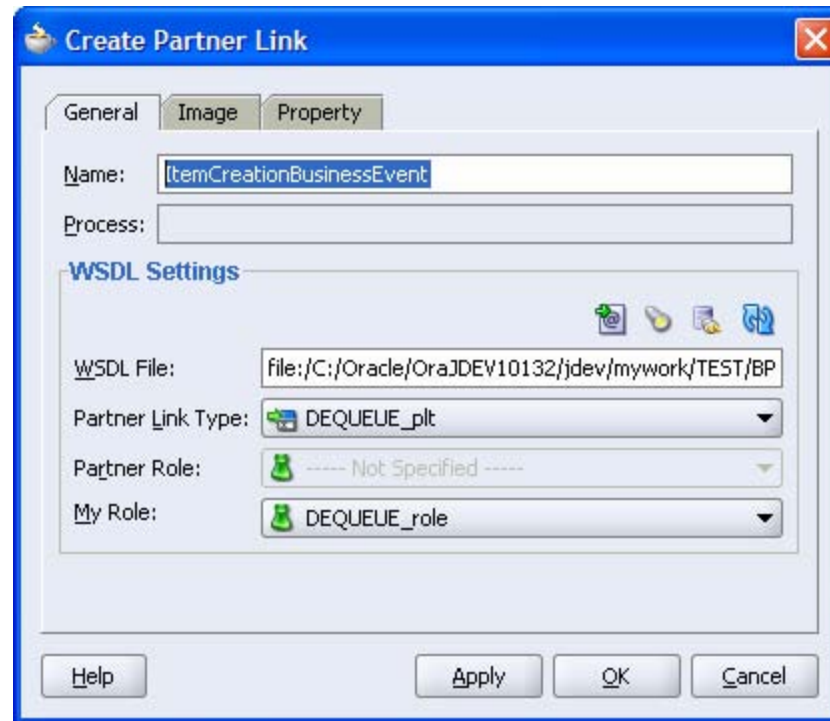 Create Partner Link
General Image Property
Name: ItemCreationBusinessEvent
Process:
WSDL Settings
WSDL File: file:/C:/Oracle/OraJDEV10132/jdev/mywork/TEST/BP
Partner Link Type: DEQUEUE_plt
Partner Role: ----- Not Specified -----
My Role: DEQUEUE_role
Help Apply OK Cancel